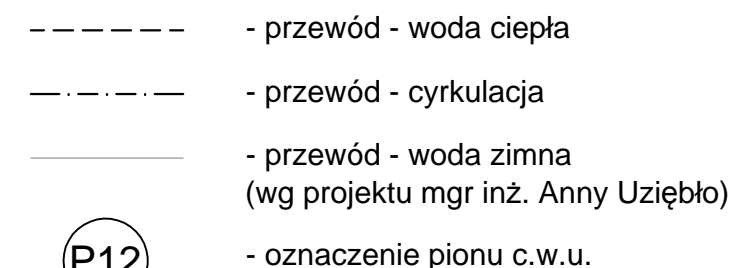 - przewód - woda ciepła
- przewód - cyrkulacja
- przewód - woda zimna
(wg projektu mgr inż. Anny Uziębło)
P12 - oznaczenie pionu c.w.u.